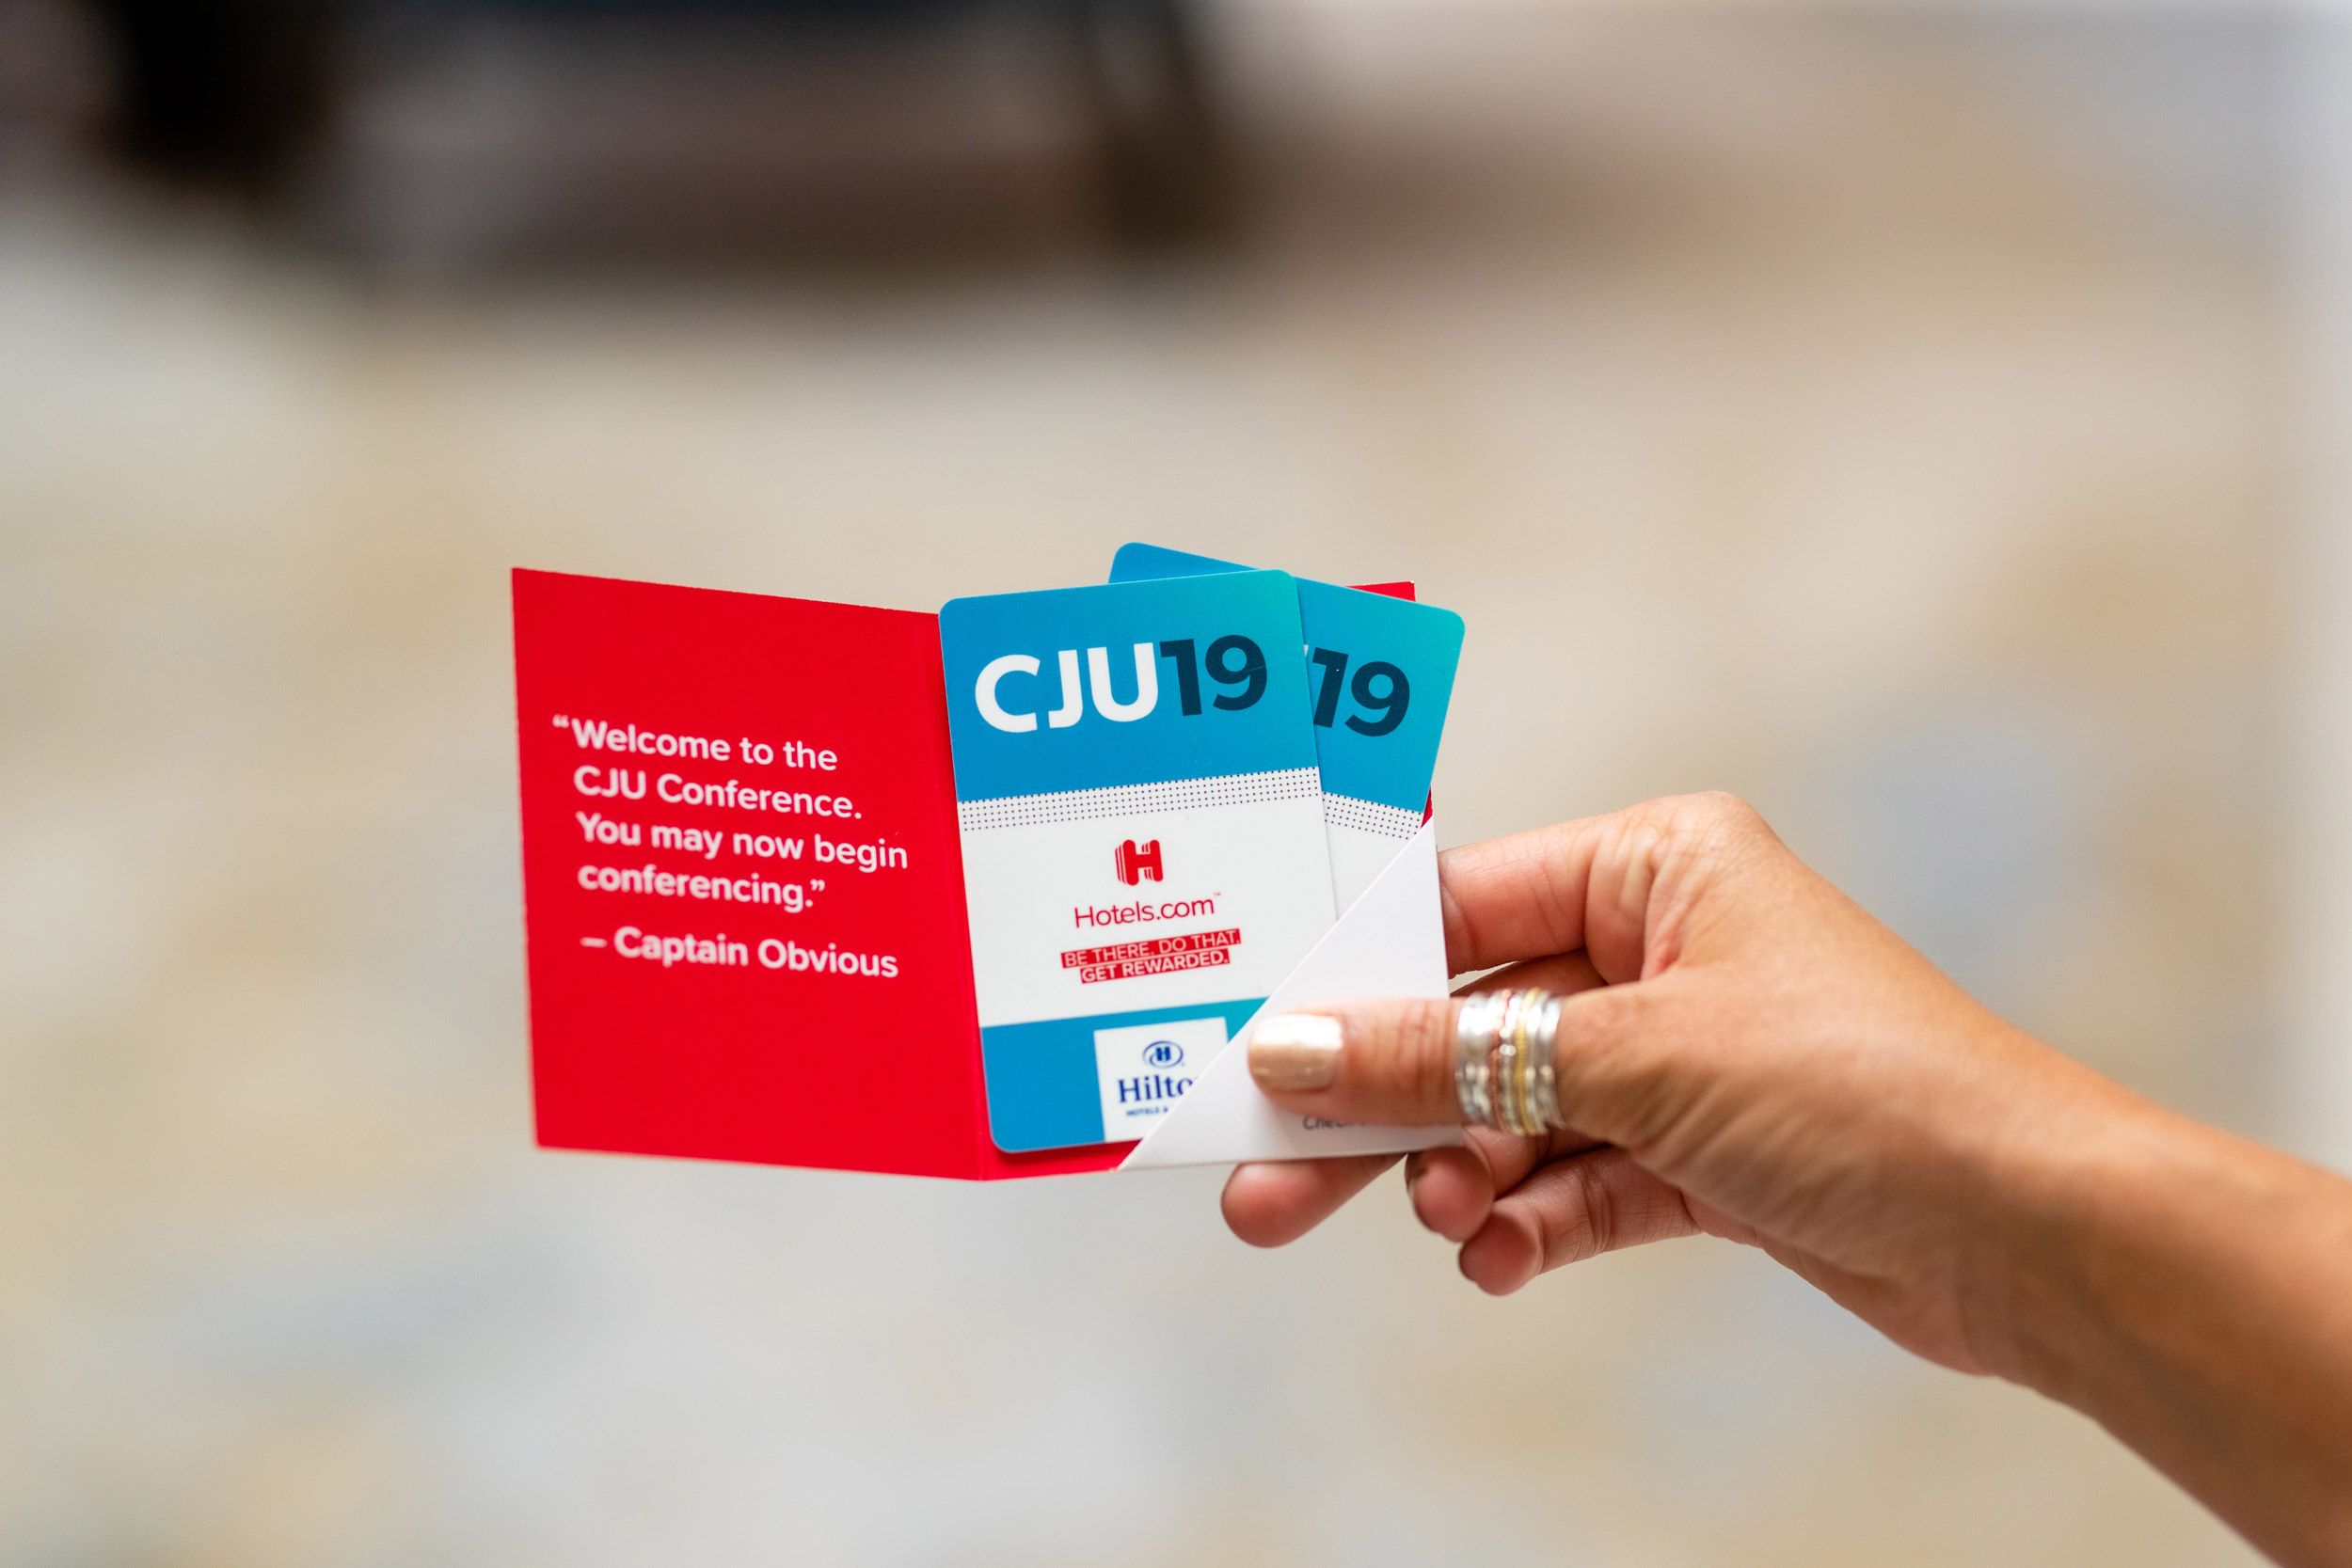 “Welcome to the
CJU Conference.
You may now begin
conferencing.”
– Captain Obvious
CJU19
19
Hotels.com™
BE THERE. DO THAT.
GET REWARDED.
HOTELS &